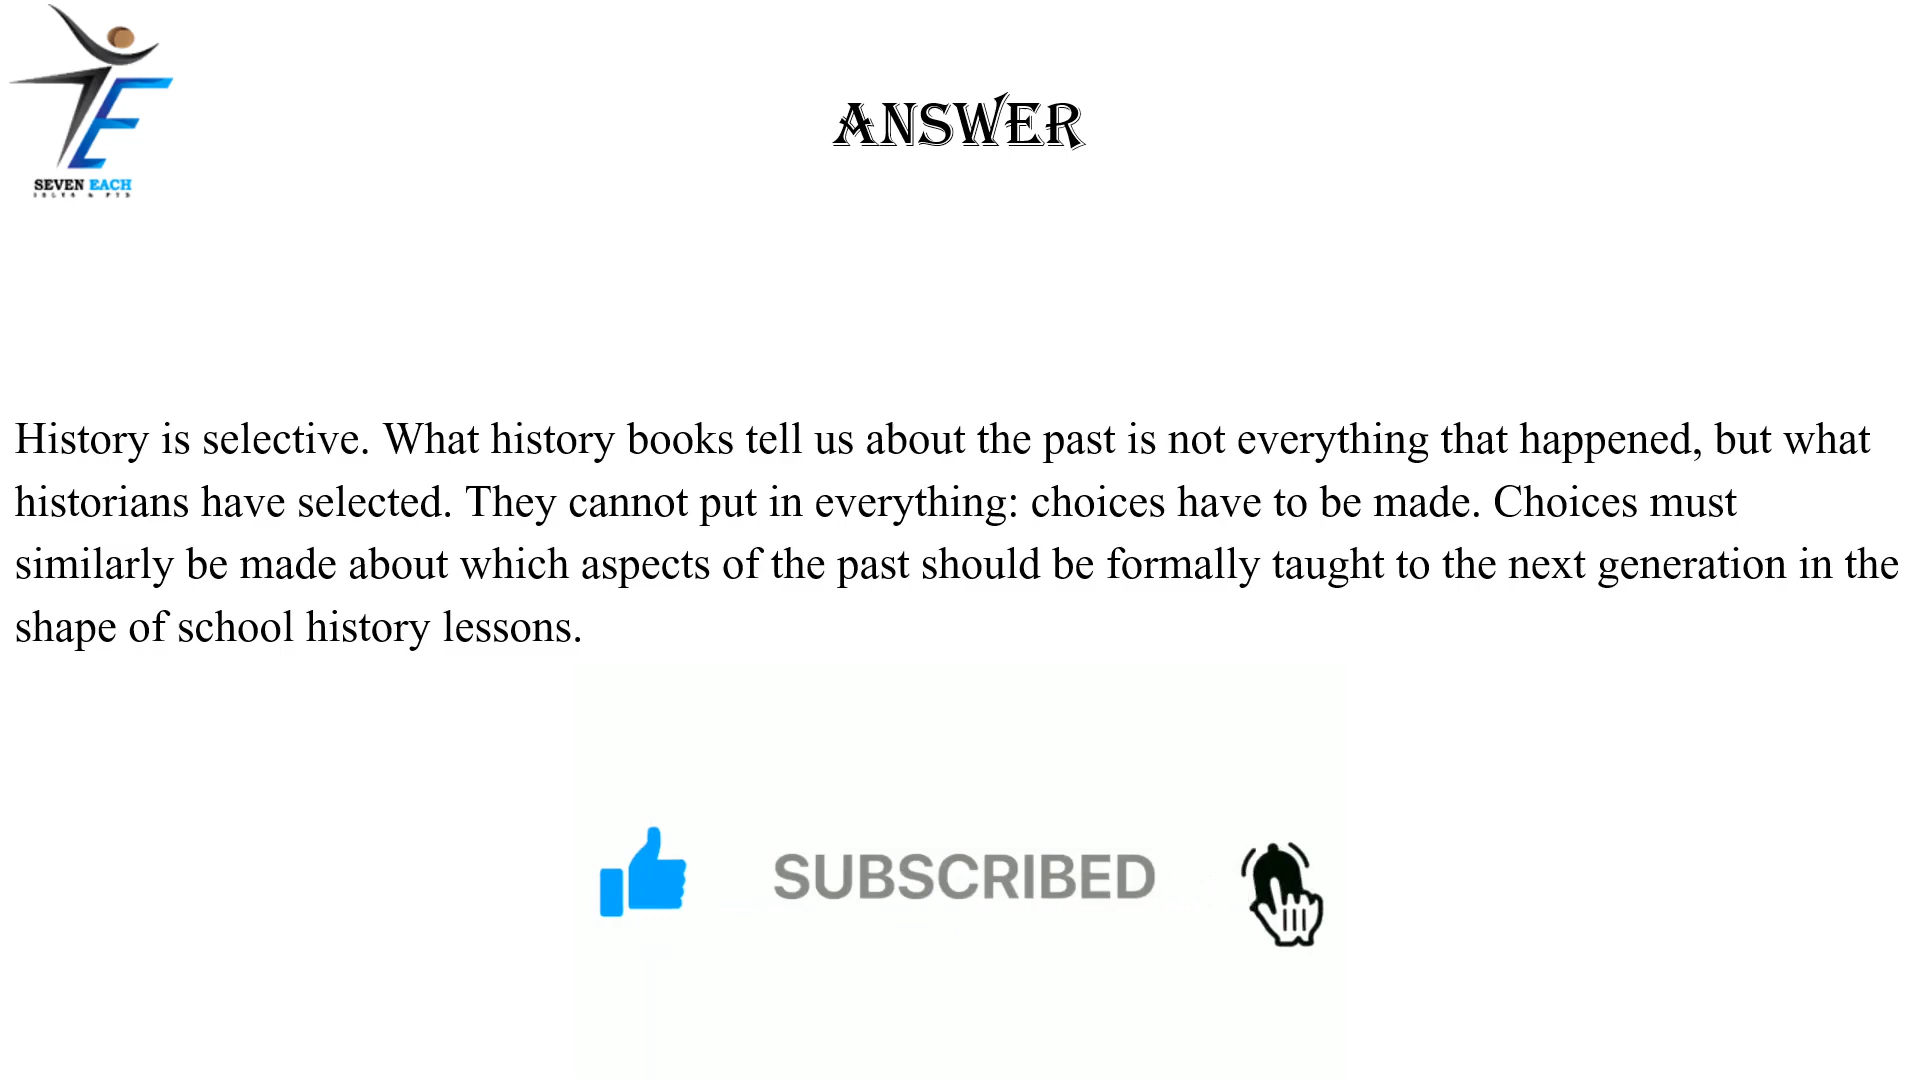 SEVEN EACH
IELTS & PTE
ANSWER
History is selective. What history books tell us about the past is not everything that happened, but what
historians have selected. They cannot put in everything: choices have to be made. Choices must
similarly be made about which aspects of the past should be formally taught to the next generation in the
shape of school history lessons.
SUBSCRIBED